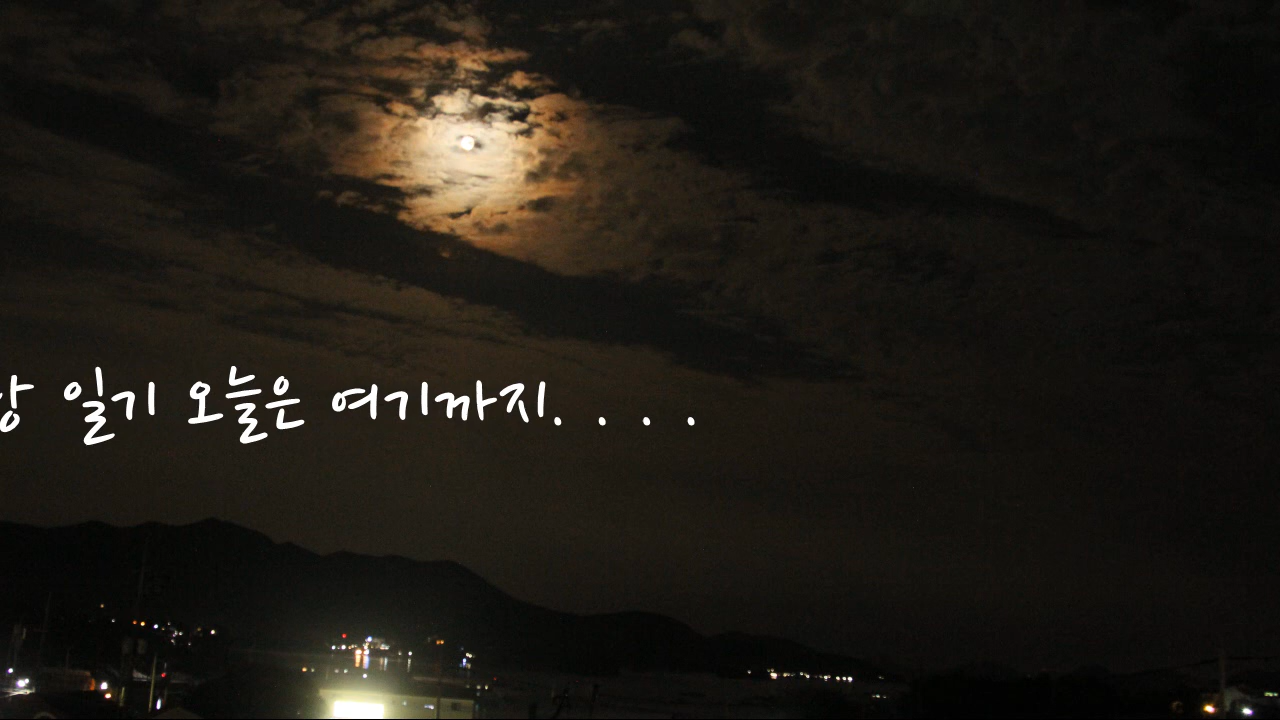 일기 오늘은 여기까지. . . .